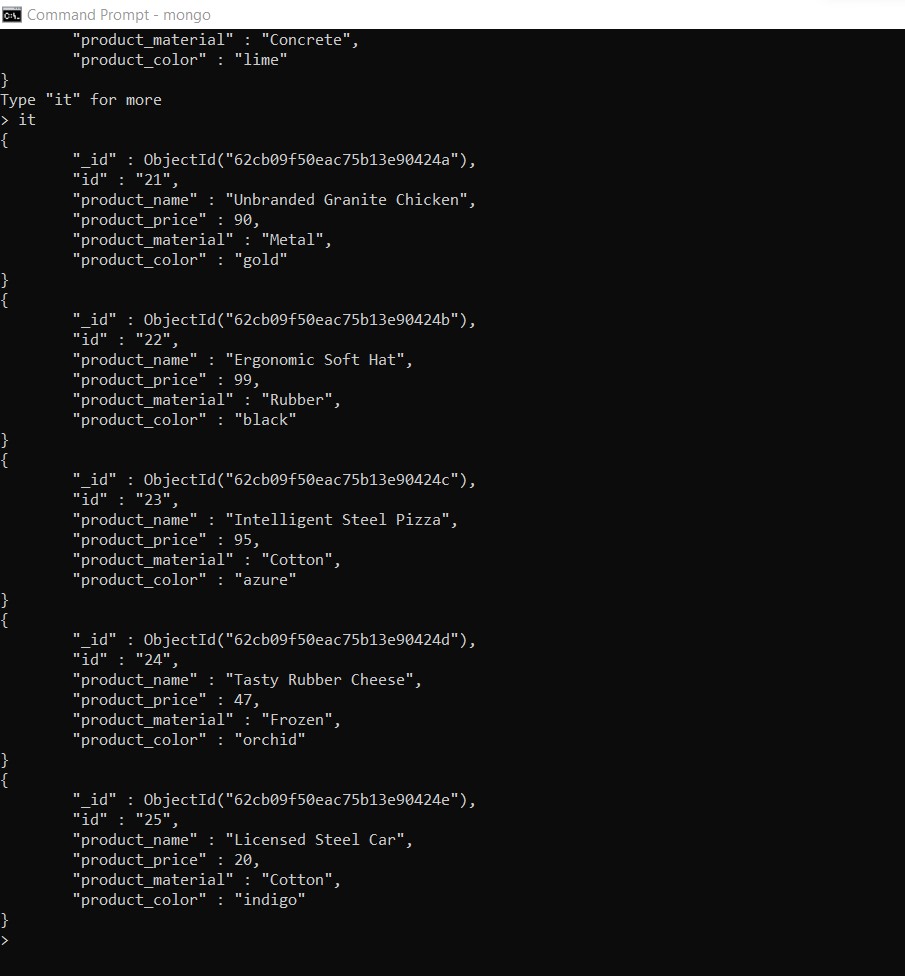 Command Prompt - mongo
"product_material" : "Concrete",
"product_color" : "lime"
}
Type "it" for more
> it
{
"_id" : ObjectId("62cb09f50eac75b13e90424a"),
"id" : "21",
"product_name" : "Unbranded Granite Chicken",
"product_price" : 90,
"product_material" : "Metal",
"product_color" : "gold"
}
{
"_id" : ObjectId("62cb09f50eac75b13e90424b"),
"id" : "22",
"product_name" : "Ergonomic Soft Hat",
"product_price" : 99,
"product_material" : "Rubber",
"product_color" : "black"
}
{
"_id" : ObjectId("62cb09f50eac75b13e90424c"),
"id" : "23",
"product_name" : "Intelligent Steel Pizza",
"product_price" : 95,
"product_material" : "Cotton",
"product_color" : "azure"
}
{
"_id" : ObjectId("62cb09f50eac75b13e90424d"),
"id" : "24",
"product_name" : "Tasty Rubber Cheese",
"product_price" : 47,
"product_material" : "Frozen",
"product_color" : "orchid"
}
{
"_id" : ObjectId("62cb09f50eac75b13e90424e"),
"id" : "25",
"product_name" : "Licensed Steel Car",
"product_price" : 20,
"product_material" : "Cotton",
"product_color" : "indigo"
}
>